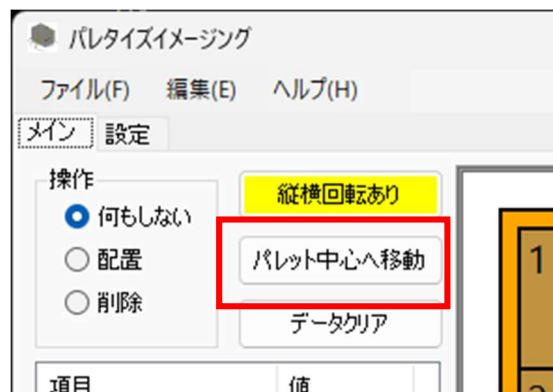 パレタイズイメージング
ファイル(F) 編集(E) ヘルプ(H)
メイン 設定
操作
何もしない
配置
削除
縦横回転あり
パレット中心へ移動
データクリア
項目 値
1